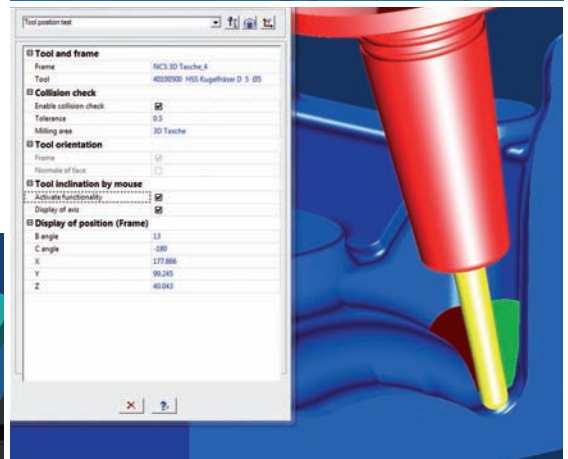 Tool position test
Tool and frame
Frame NCS 3D Tasche_4
Tool 40100500 HSS Kugelfräser D 5 Ø5
Collision check
Enable collision check
Tolerance 0.5
Milling area 3D Tasche
Tool orientation
Frame
Normale of face
Tool inclination by mouse
Activate functionality
Display of axis
Display of position (Frame)
B angle 13
C angle -180
X 177.866
Y 99.245
Z 40.043